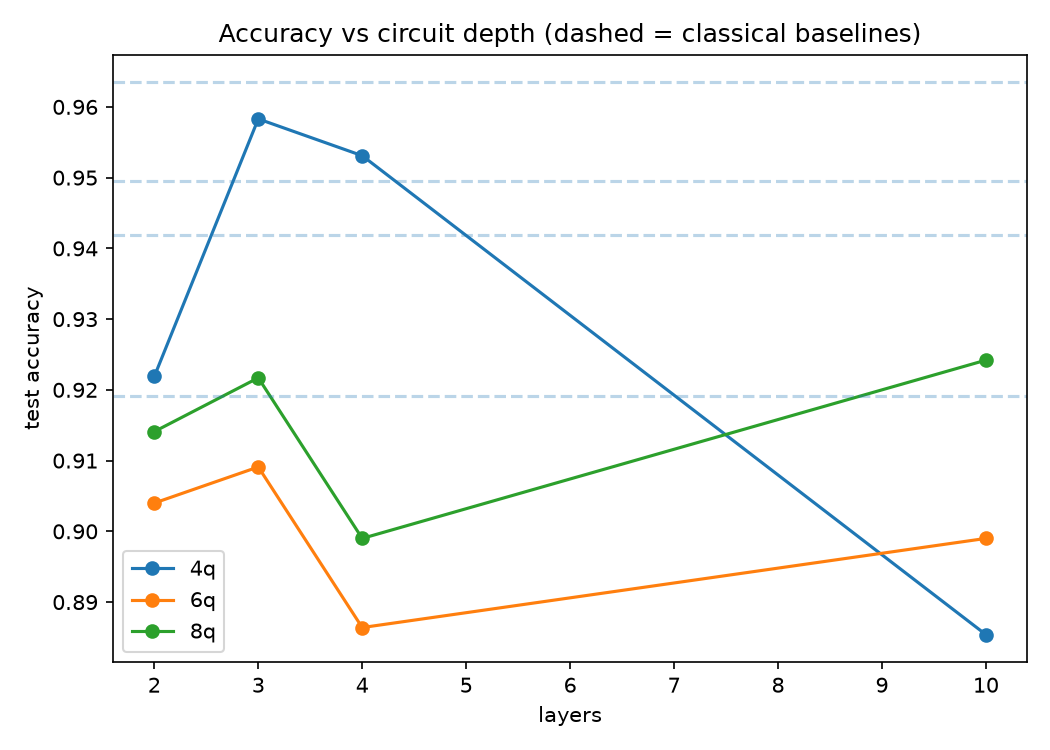 Accuracy vs circuit depth (dashed = classical baselines)
test accuracy
0.96
0.95
0.94
0.93
0.92
0.91
0.90
0.89
4q
6q
8q
2 3 4 5 6 7 8 9 10
layers